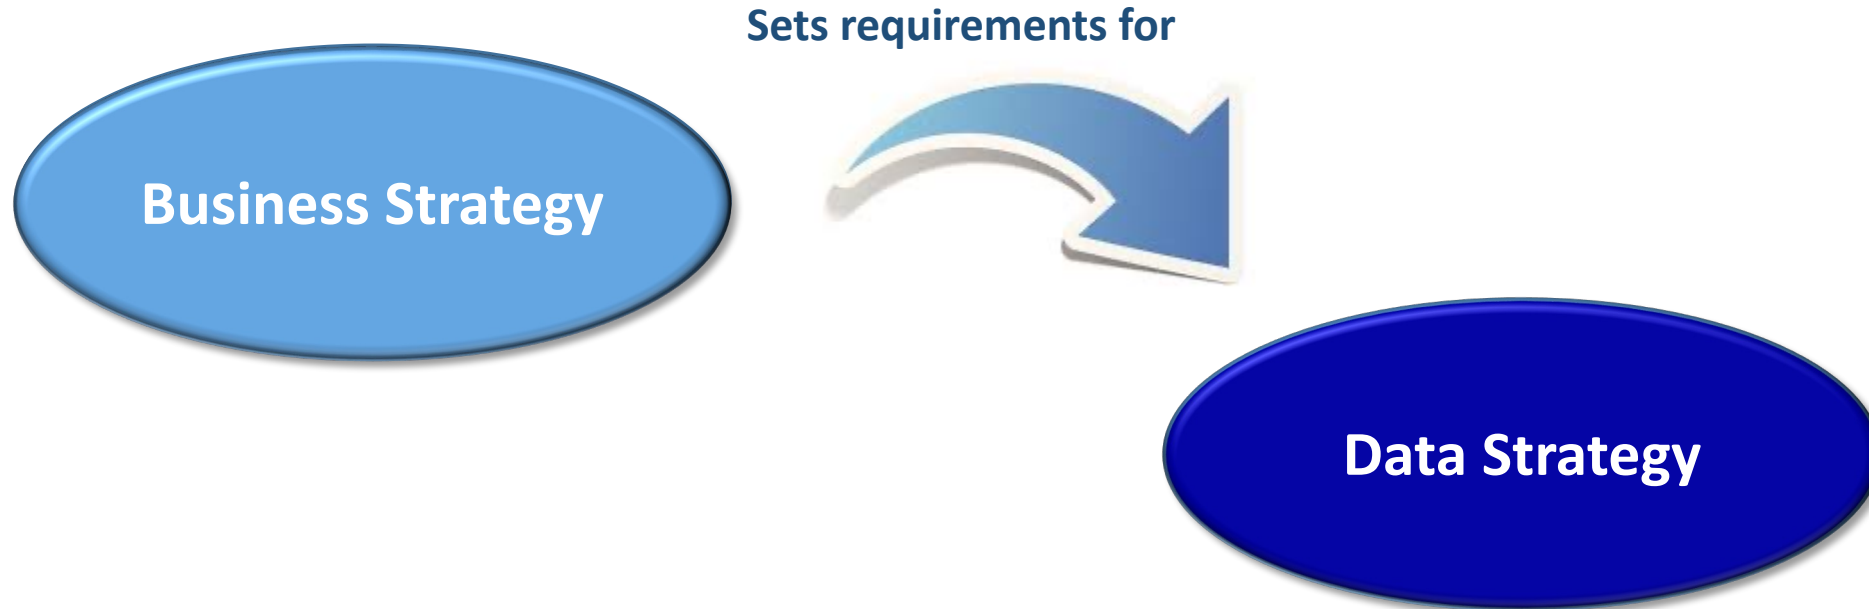 Sets requirements for
Business Strategy
Data Strategy